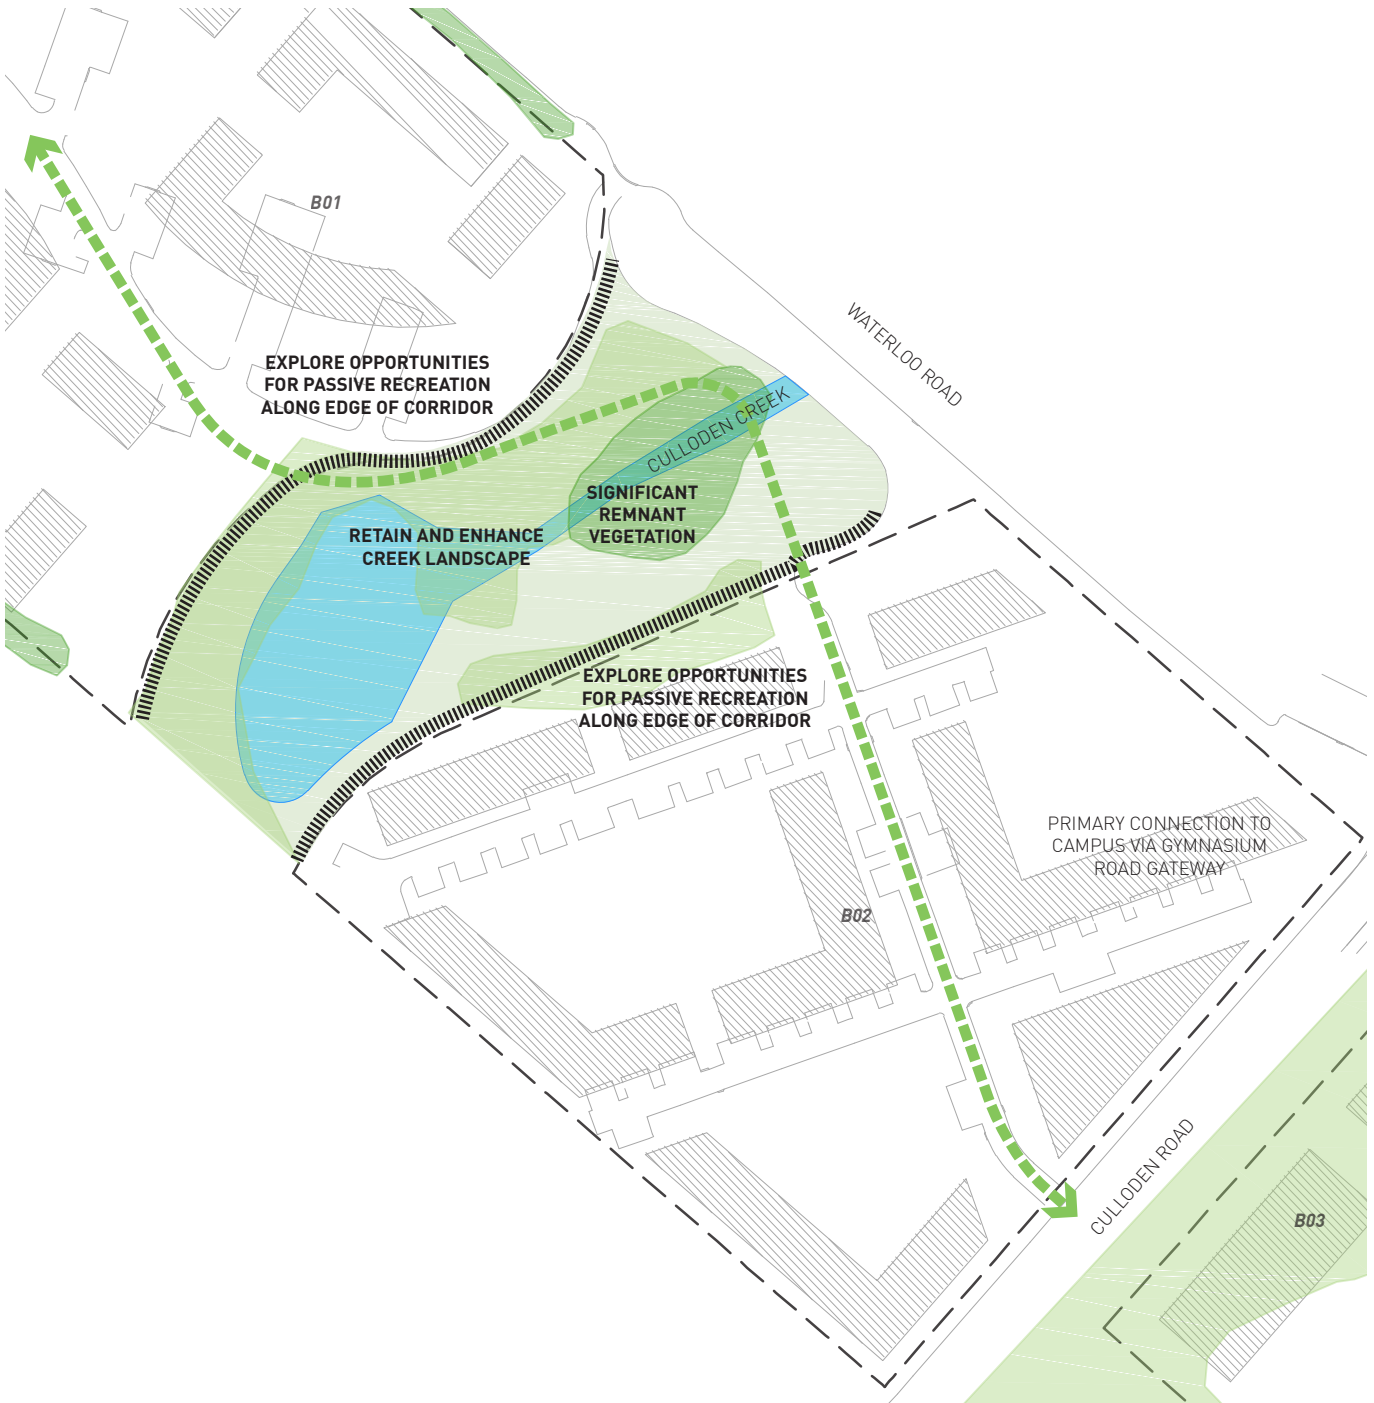 B01
WATERLOO ROAD
EXPLORE OPPORTUNITIES
FOR PASSIVE RECREATION
ALONG EDGE OF CORRIDOR
CULLODEN CREEK
SIGNIFICANT
REMNANT
VEGETATION
RETAIN AND ENHANCE
CREEK LANDSCAPE
EXPLORE OPPORTUNITIES
FOR PASSIVE RECREATION
ALONG EDGE OF CORRIDOR
PRIMARY CONNECTION TO
CAMPUS VIA GYMNASIUM
ROAD GATEWAY
B02
CULLODEN ROAD
B03